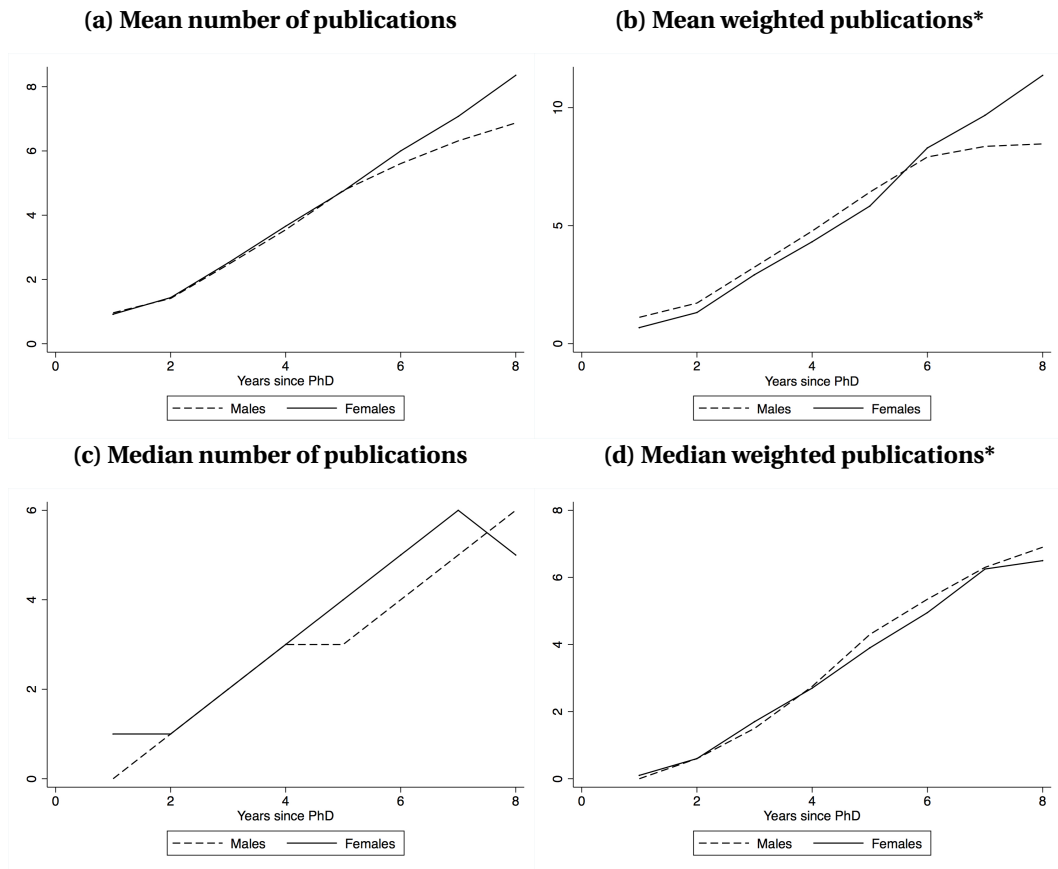 (a) Mean number of publications
8
6
4
2
0
0 2 4 6 8
Years since PhD
Males Females
(b) Mean weighted publications*
10
5
0
0 2 4 6 8
Years since PhD
Males Females
(c) Median number of publications
6
4
2
0
0 2 4 6 8
Years since PhD
Males Females
(d) Median weighted publications*
8
6
4
2
0
0 2 4 6 8
Years since PhD
Males Females